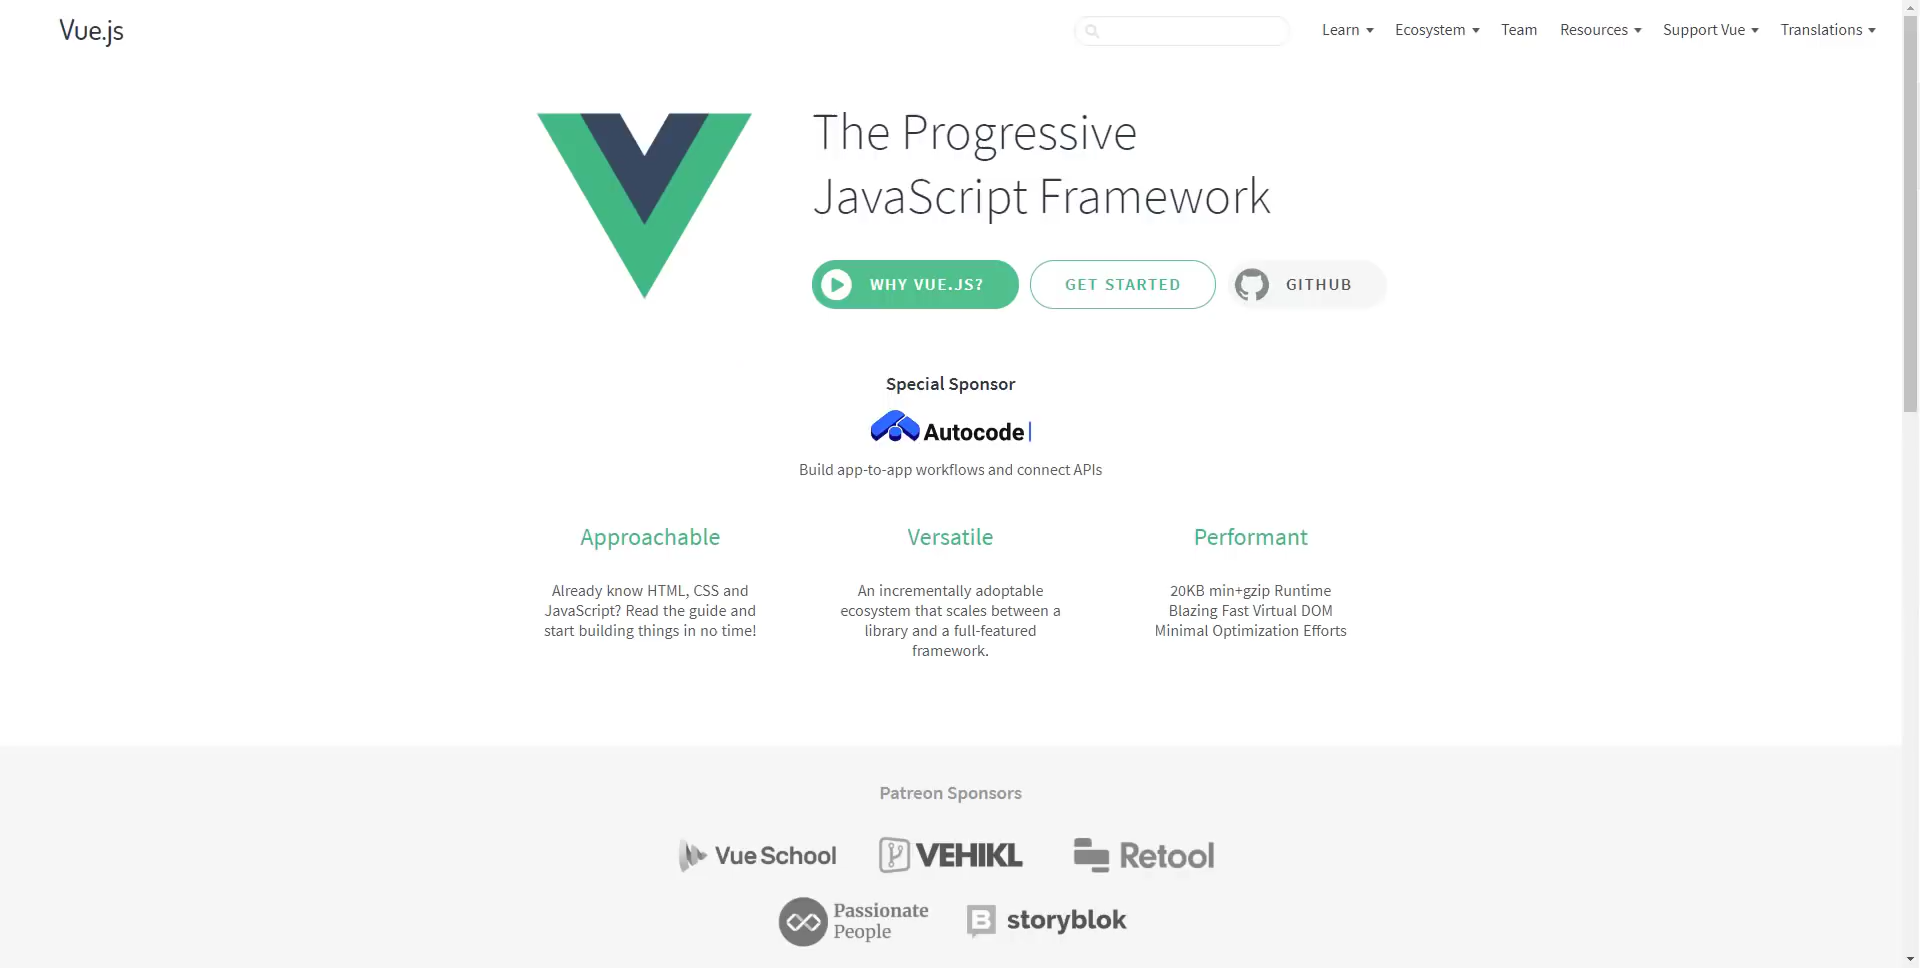 Vue.js
Learn Ecosystem Team Resources Support Vue Translations
The Progressive
JavaScript Framework
WHY VUE.JS? GET STARTED GITHUB
Special Sponsor
Autocode
Build app-to-app workflows and connect APIs
Approachable
Already know HTML, CSS and
JavaScript? Read the guide and
start building things in no time!
Versatile
An incrementally adoptable
ecosystem that scales between a
library and a full-featured
framework.
Performant
20KB min+gzip Runtime
Blazing Fast Virtual DOM
Minimal Optimization Efforts
Patreon Sponsors
Vue School VEHIKL Retool
Passionate
People
storyblok